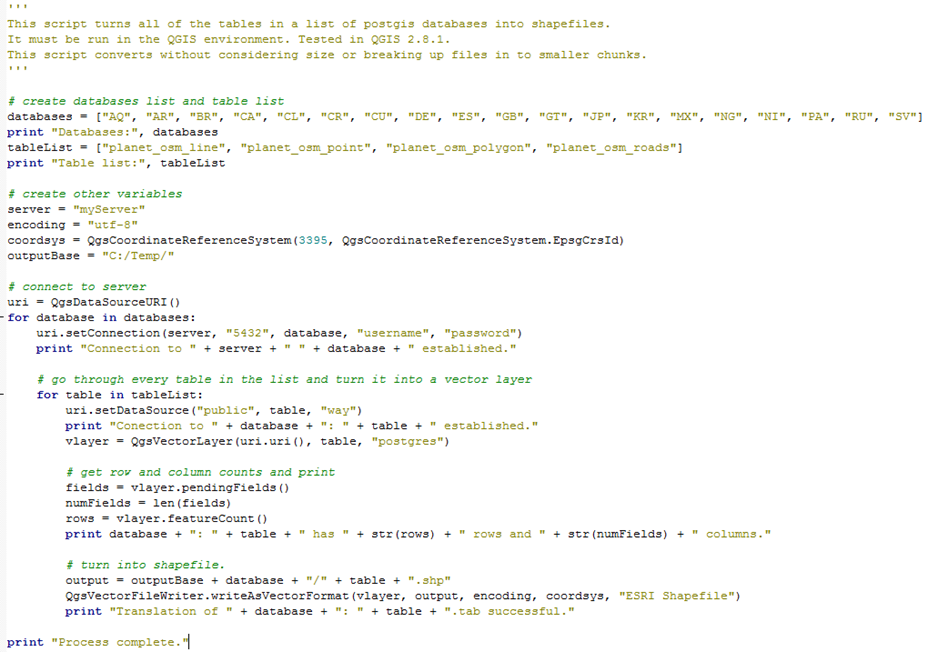 '''
This script turns all of the tables in a list of postgis databases into shapefiles.
It must be run in the QGIS environment. Tested in QGIS 2.8.1.
This script converts without considering size or breaking up files in to smaller chunks.
'''
# create databases list and table list
databases = ["AQ", "AR", "BR", "CA", "CL", "CR", "CU", "DE", "ES", "GB", "GT", "JP", "KR", "MX", "NG", "NI", "PA", "RU", "SV"]
print "Databases:", databases
tableList = ["planet_osm_line", "planet_osm_point", "planet_osm_polygon", "planet_osm_roads"]
print "Table list:", tableList
# create other variables
server = "myServer"
encoding = "utf-8"
coordsys = QgsCoordinateReferenceSystem(3395, QgsCoordinateReferenceSystem.EpsgCrsId)
outputBase = "C:/Temp/"
# connect to server
uri = QgsDataSourceURI()
for database in databases:
    uri.setConnection(server, "5432", database, "username", "password")
    print "Connection to " + server + " " + database + " established."
    # go through every table in the list and turn it into a vector layer
    for table in tableList:
        uri.setDataSource("public", table, "way")
        print "Conection to " + database + ": " + table + " established."
        vlayer = QgsVectorLayer(uri.uri(), table, "postgres")
        # get row and column counts and print
        fields = vlayer.pendingFields()
        numFields = len(fields)
        rows = vlayer.featureCount()
        print database + ": " + table + " has " + str(rows) + " rows and " + str(numFields) + " columns."
        # turn into shapefile.
        output = outputBase + database + "/" + table + ".shp"
        QgsVectorFileWriter.writeAsVectorFormat(vlayer, output, encoding, coordsys, "ESRI Shapefile")
        print "Translation of " + database + ": " + table + ".tab successful."
print "Process complete."